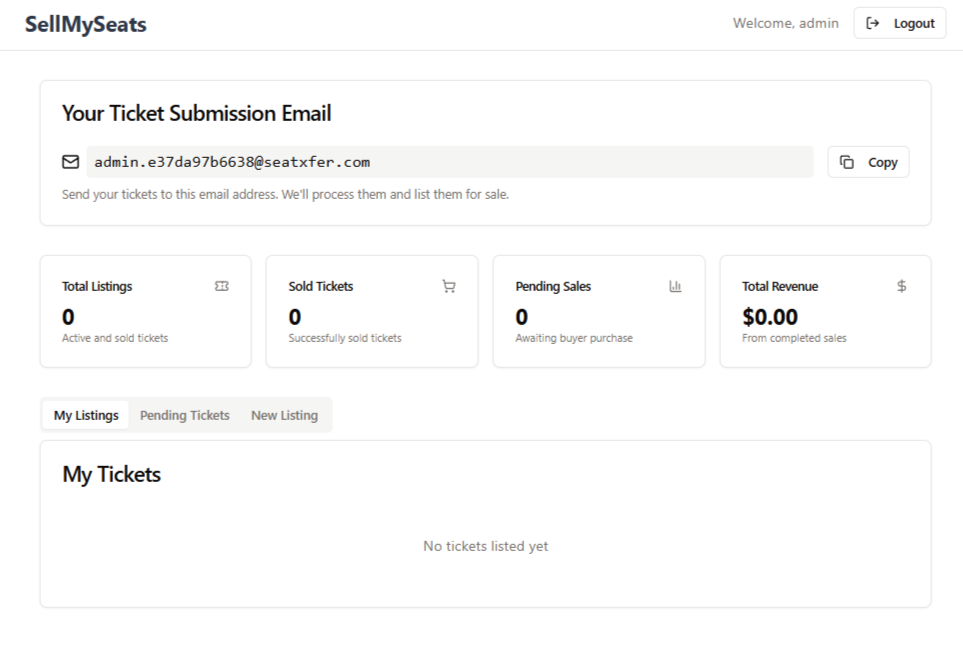 SellMySeats
Welcome, admin
Logout
Your Ticket Submission Email
admin.e37da97b6638@seatxfer.com
Copy
Send your tickets to this email address. We'll process them and list them for sale.
Total Listings
0
Active and sold tickets
Sold Tickets
0
Successfully sold tickets
Pending Sales
0
Awaiting buyer purchase
Total Revenue
$0.00
From completed sales
My Listings
Pending Tickets
New Listing
My Tickets
No tickets listed yet